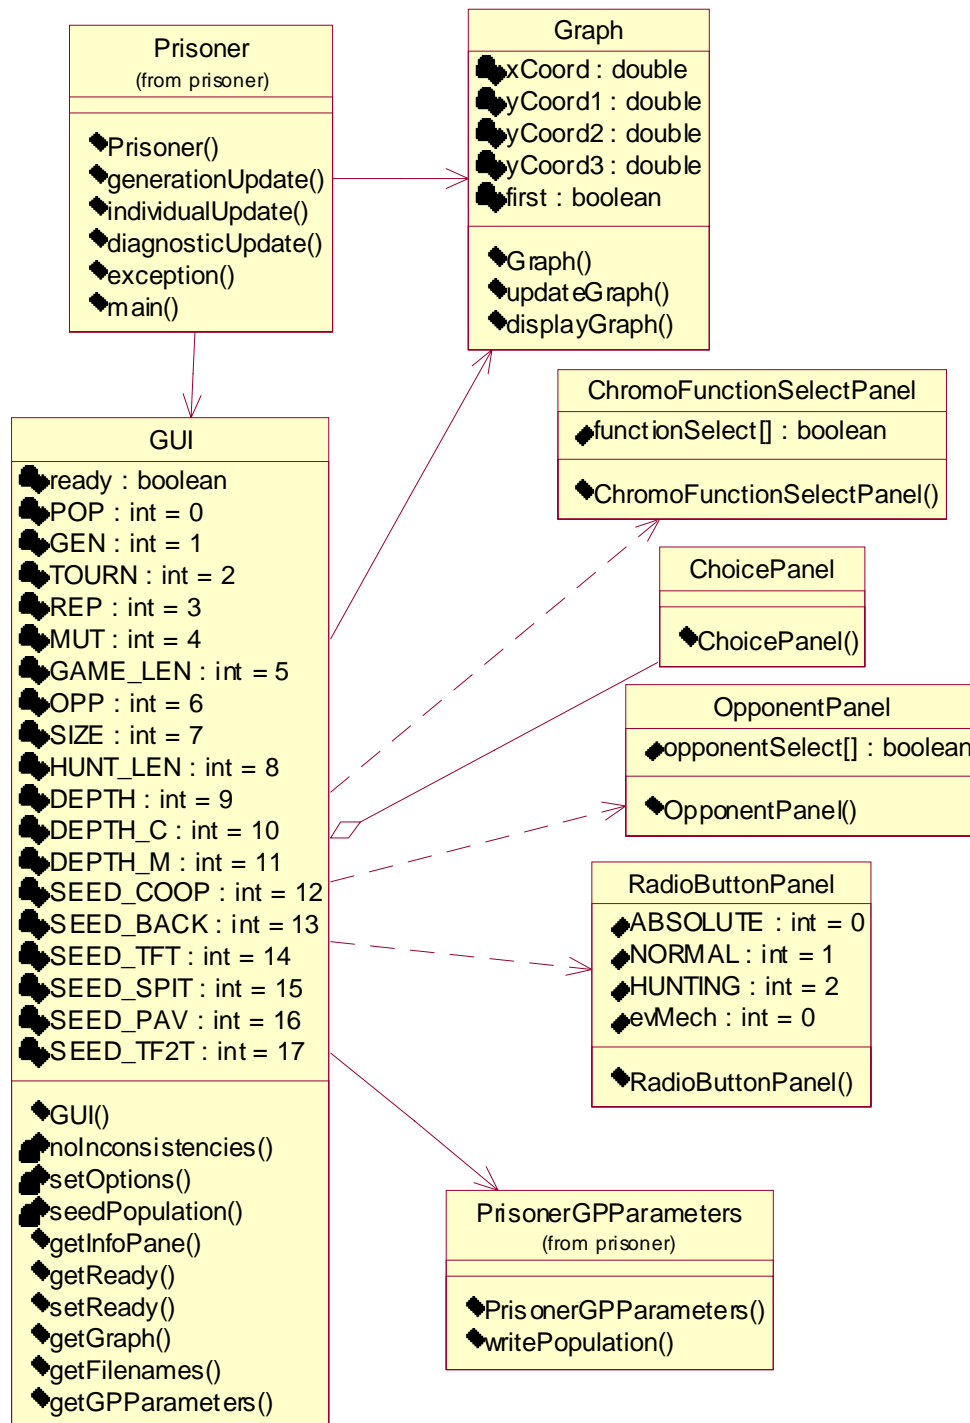 Prisoner
(from prisoner)
Prisoner()
generationUpdate()
individualUpdate()
diagnosticUpdate()
exception()
main()
Graph
xCoord : double
yCoord1 : double
yCoord2 : double
yCoord3 : double
first : boolean
Graph()
updateGraph()
displayGraph()
GUI
ready : boolean
POP : int = 0
GEN : int = 1
TOURN : int = 2
REP : int = 3
MUT : int = 4
GAME_LEN : int = 5
OPP : int = 6
SIZE : int = 7
HUNT_LEN : int = 8
DEPTH : int = 9
DEPTH_C : int = 10
DEPTH_M : int = 11
SEED_COOP : int = 12
SEED_BACK : int = 13
SEED_TFT : int = 14
SEED_SPIT : int = 15
SEED_PAV : int = 16
SEED_TF2T : int = 17
GUI()
noInconsistencies()
setOptions()
seedPopulation()
getInfoPane()
getReady()
setReady()
getGraph()
getFilenames()
getGPParameters()
ChromoFunctionSelectPanel
functionSelect[] : boolean
ChromoFunctionSelectPanel()
ChoicePanel
ChoicePanel()
OpponentPanel
opponentSelect[] : boolean
OpponentPanel()
RadioButtonPanel
ABSOLUTE : int = 0
NORMAL : int = 1
HUNTING : int = 2
evMech : int = 0
RadioButtonPanel()
PrisonerGPParameters
(from prisoner)
PrisonerGPParameters()
writePopulation()